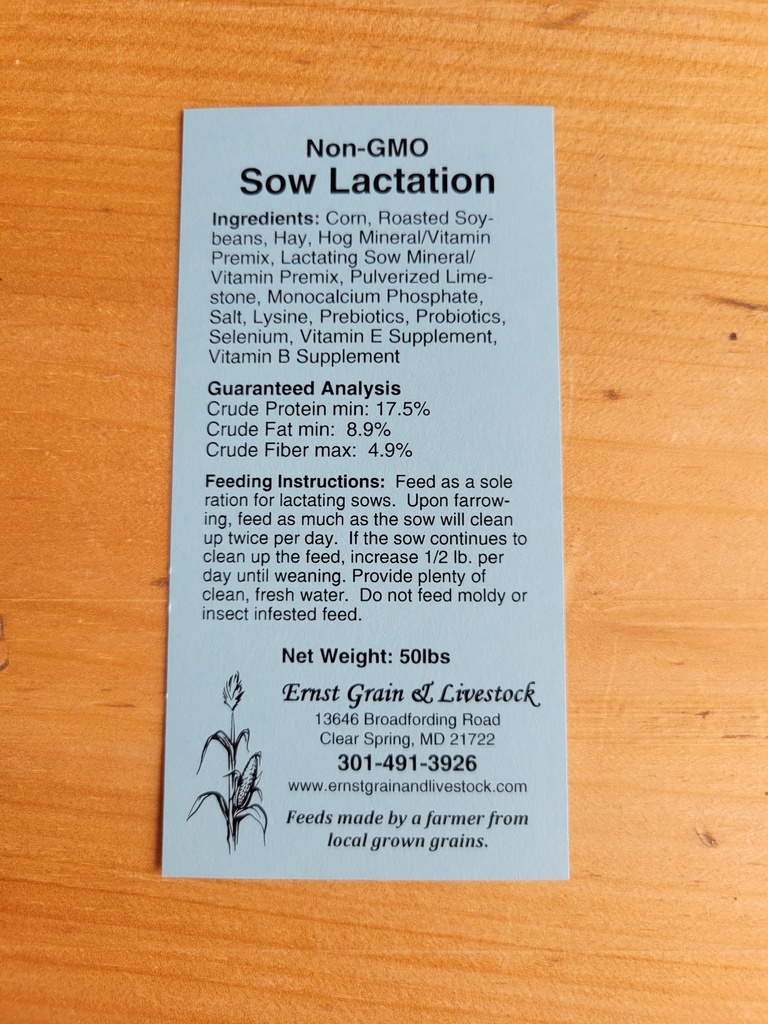 Non-GMO
Sow Lactation
Ingredients: Corn, Roasted Soy-
beans, Hay, Hog Mineral/Vitamin
Premix, Lactating Sow Mineral/
Vitamin Premix, Pulverized Lime-
stone, Monocalcium Phosphate,
Salt, Lysine, Prebiotics, Probiotics,
Selenium, Vitamin E Supplement,
Vitamin B Supplement
Guaranteed Analysis
Crude Protein min: 17.5%
Crude Fat min: 8.9%
Crude Fiber max: 4.9%
Feeding Instructions: Feed as a sole
ration for lactating sows. Upon farrow-
ing, feed as much as the sow will clean
up twice per day. If the sow continues to
clean up the feed, increase 1/2 lb. per
day until weaning. Provide plenty of
clean, fresh water. Do not feed moldy or
insect infested feed.
Net Weight: 50lbs
Ernst Grain & Livestock
13646 Broadfording Road
Clear Spring, MD 21722
301-491-3926
www.ernstgrainandlivestock.com
Feeds made by a farmer from
local grown grains.